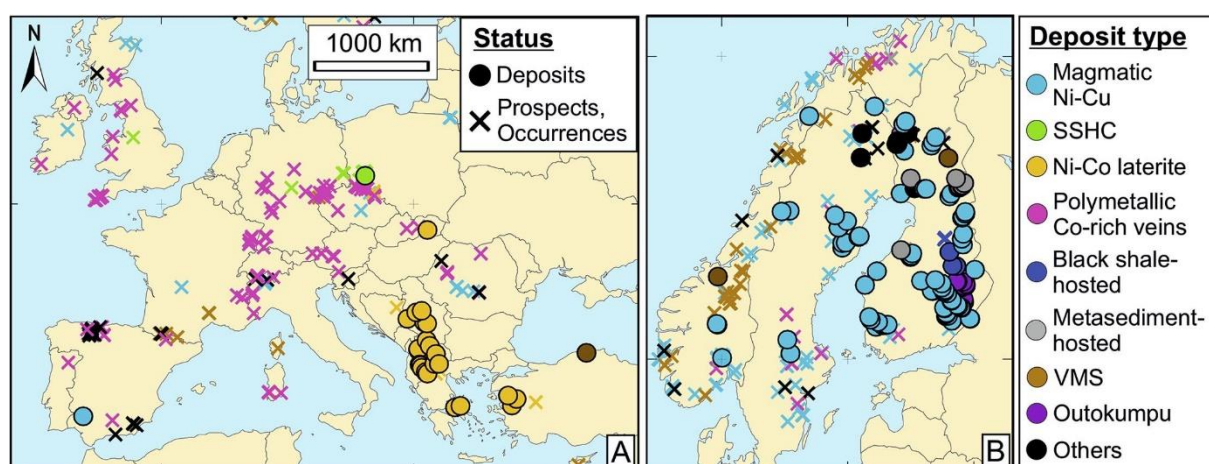 N
1000 km
Status
Deposits
Prospects,
Occurrences
A
B
Deposit type
Magmatic
Ni-Cu
SSHC
Ni-Co laterite
Polymetallic
Co-rich veins
Black shale-
hosted
Metasediment-
hosted
VMS
Outokumpu
Others